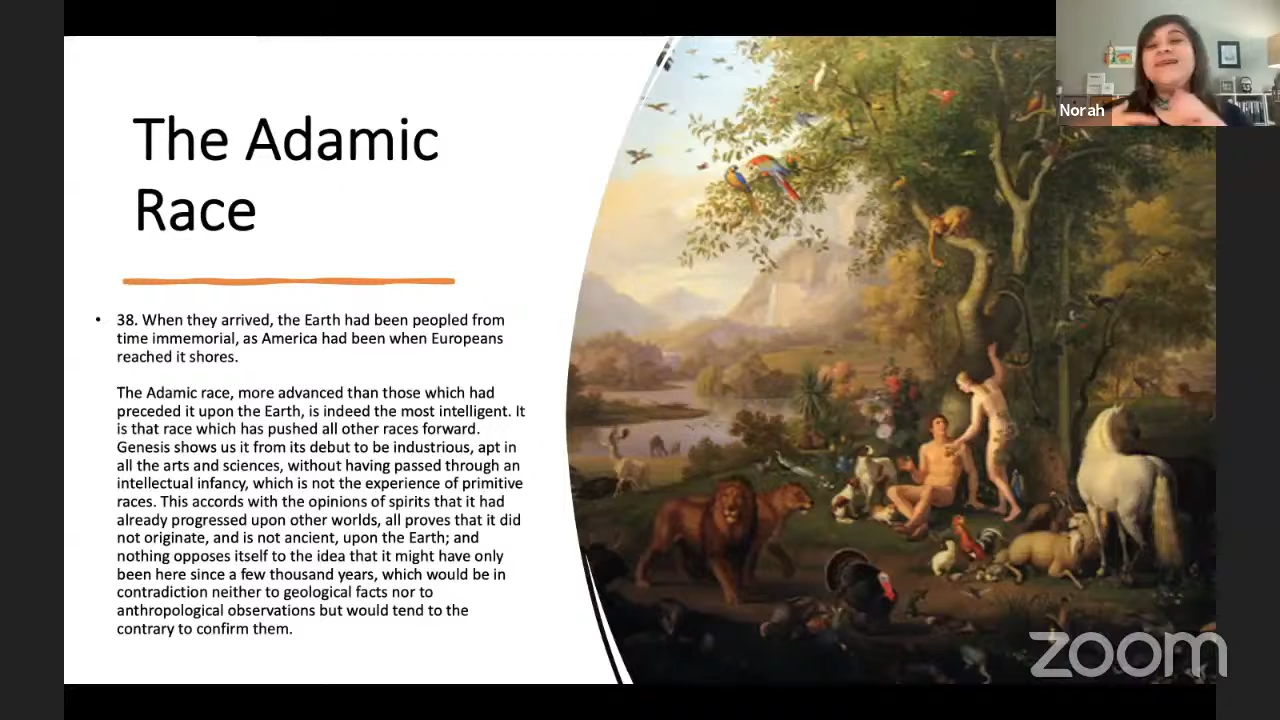 The Adamic
Race
• 38. When they arrived, the Earth had been peopled from
time immemorial, as America had been when Europeans
reached it shores.
The Adamic race, more advanced than those which had
preceded it upon the Earth, is indeed the most intelligent. It
is that race which has pushed all other races forward.
Genesis shows us it from its debut to be industrious, apt in
all the arts and sciences, without having passed through an
intellectual infancy, which is not the experience of primitive
races. This accords with the opinions of spirits that it had
already progressed upon other worlds, all proves that it did
not originate, and is not ancient, upon the Earth; and
nothing opposes itself to the idea that it might have only
been here since a few thousand years, which would be in
contradiction neither to geological facts nor to
anthropological observations but would tend to the
contrary to confirm them.
Norah
zoom